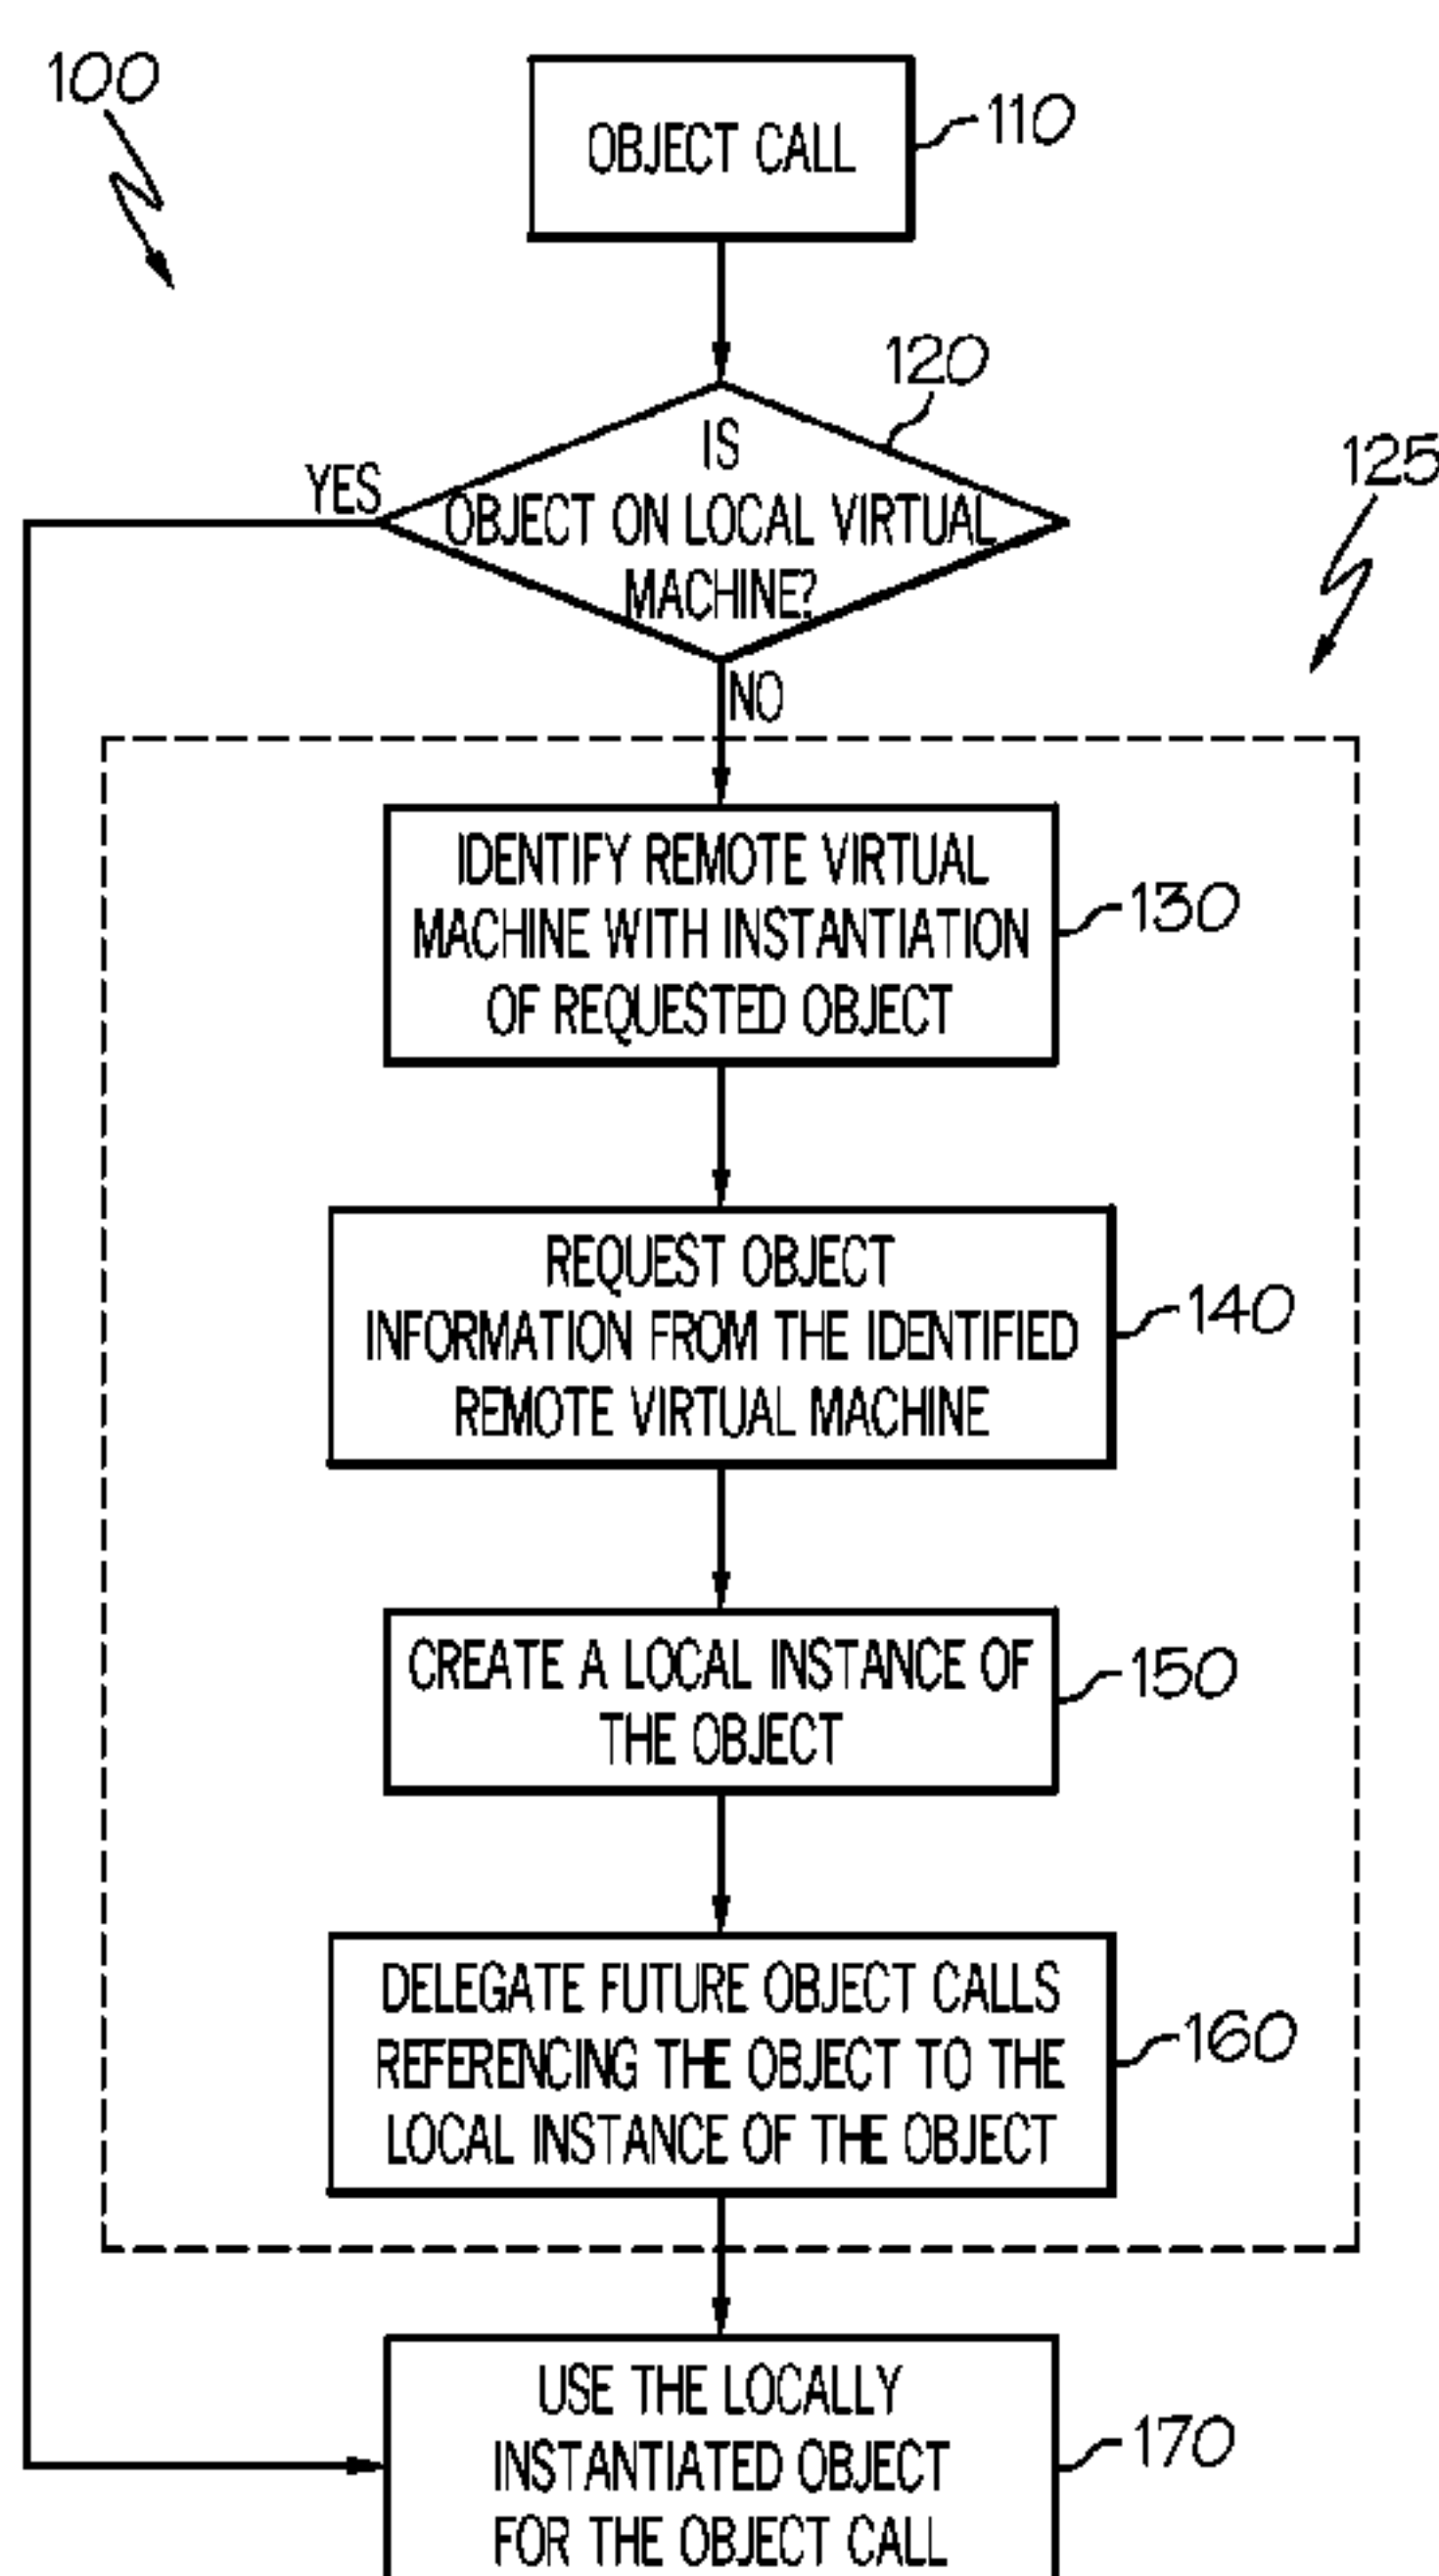 100
OBJECT CALL
110
120
IS
OBJECT ON LOCAL VIRTUAL
MACHINE?
YES
125
NO
IDENTIFY REMOTE VIRTUAL
MACHINE WITH INSTANTIATION
OF REQUESTED OBJECT
130
REQUEST OBJECT
INFORMATION FROM THE IDENTIFIED
REMOTE VIRTUAL MACHINE
140
CREATE A LOCAL INSTANCE OF
THE OBJECT
150
DELEGATE FUTURE OBJECT CALLS
REFERENCING THE OBJECT TO THE
LOCAL INSTANCE OF THE OBJECT
160
USE THE LOCALLY
INSTANTIATED OBJECT
FOR THE OBJECT CALL
170